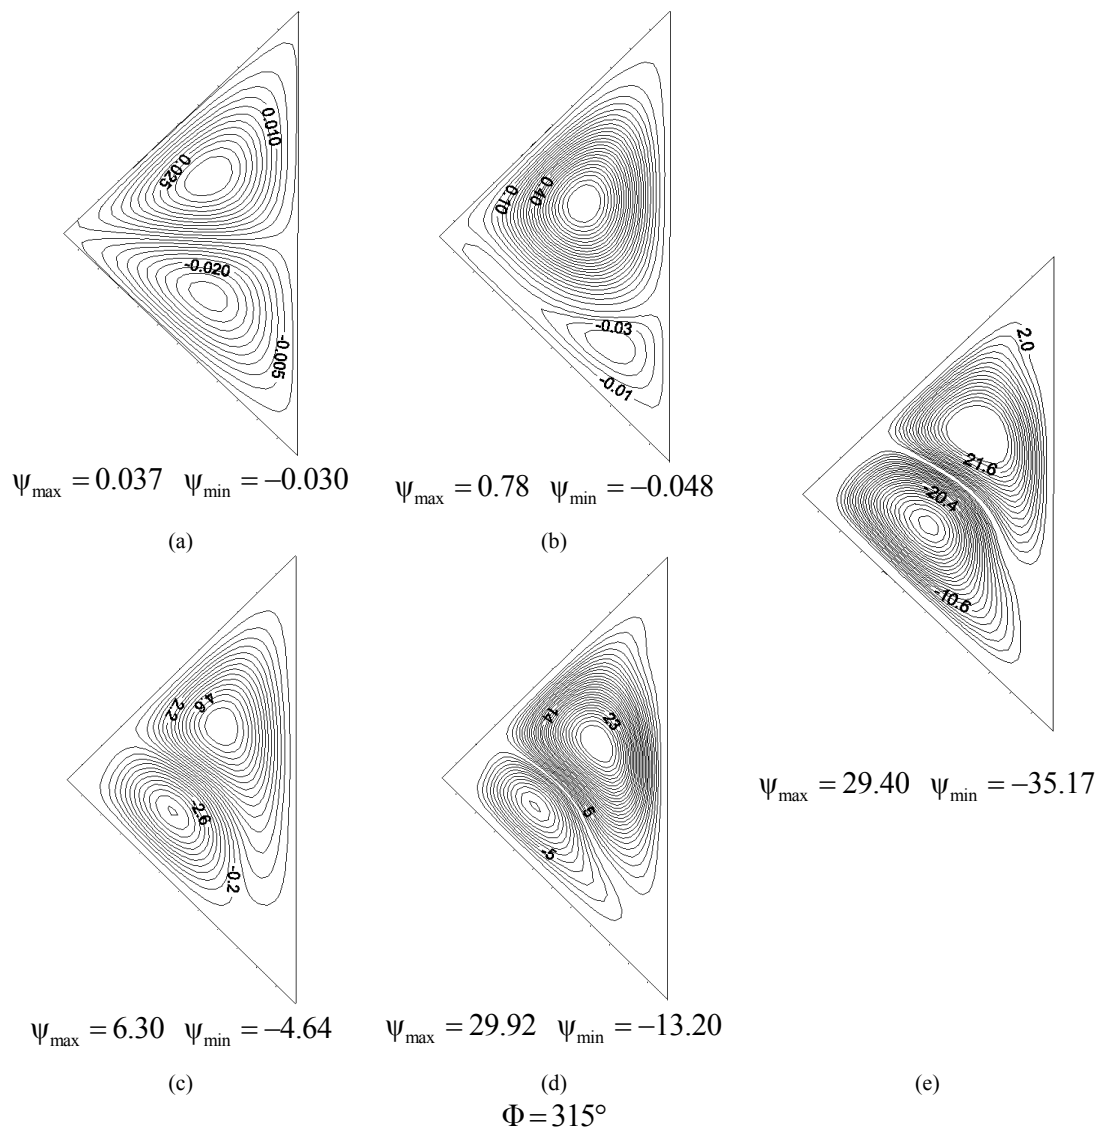 0.010
0.025
-0.020
-0.005
ψmax = 0.037 ψmin = −0.030
(a)
0.10
0.40
-0.03
-0.01
ψmax = 0.78 ψmin = −0.048
(b)
2.2
4.6
-2.6
-0.2
ψmax = 6.30 ψmin = −4.64
(c)
14
23
5
-5
ψmax = 29.92 ψmin = −13.20
(d)
2.0
21.6
-20.4
-10.6
ψmax = 29.40 ψmin = −35.17
(e)
Φ = 315°